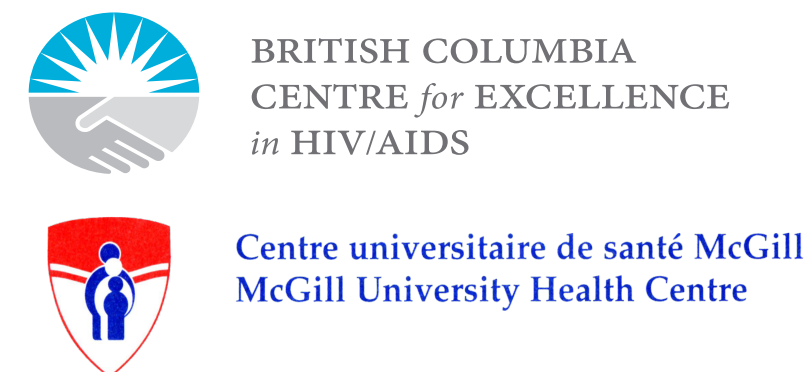 BRITISH COLUMBIA
CENTRE for EXCELLENCE
in HIV/AIDS
Centre universitaire de santé McGill
McGill University Health Centre